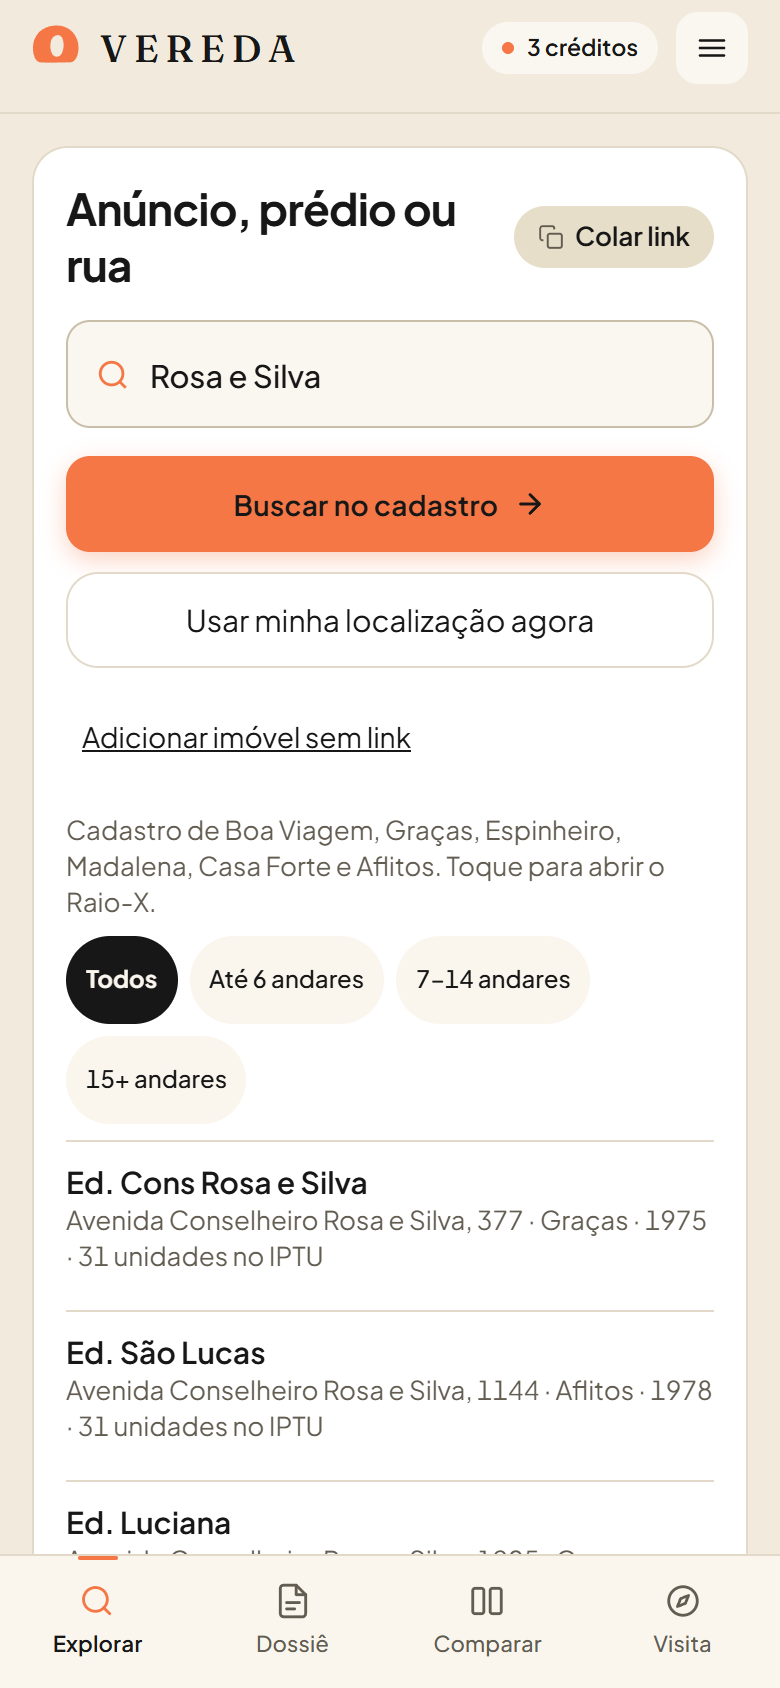 VEREDA
3 créditos
Anúncio, prédio ou
rua
Colar link
Rosa e Silva
Buscar no cadastro
Usar minha localização agora
Adicionar imóvel sem link
Cadastro de Boa Viagem, Graças, Espinheiro,
Madalena, Casa Forte e Aflitos. Toque para abrir o
Raio-X.
Todos
Até 6 andares
7–14 andares
15+ andares
Ed. Cons Rosa e Silva
Avenida Conselheiro Rosa e Silva, 377 · Graças · 1975
· 31 unidades no IPTU
Ed. São Lucas
Avenida Conselheiro Rosa e Silva, 1144 · Aflitos · 1978
· 31 unidades no IPTU
Ed. Luciana
Explorar
Dossiê
Comparar
Visita